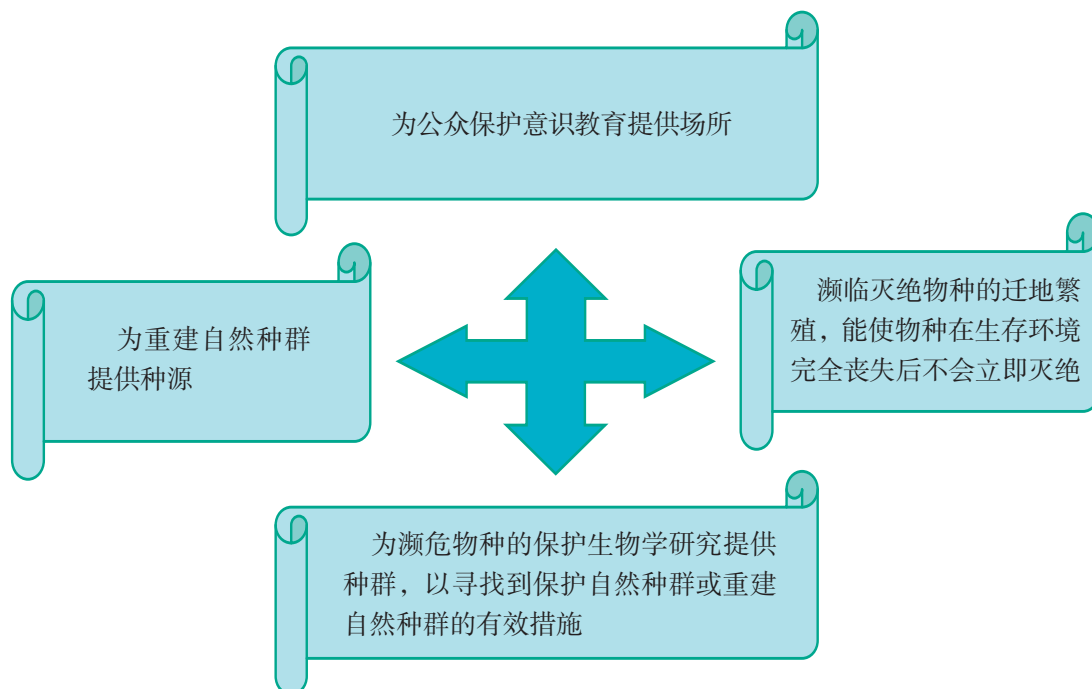 为公众保护意识教育提供场所
为重建自然种群
提供种源
濒临灭绝物种的迁地繁
殖，能使物种在生存环境
完全丧失后不会立即灭绝
为濒危物种的保护生物学研究提供
种群，以寻找到保护自然种群或重建
自然种群的有效措施